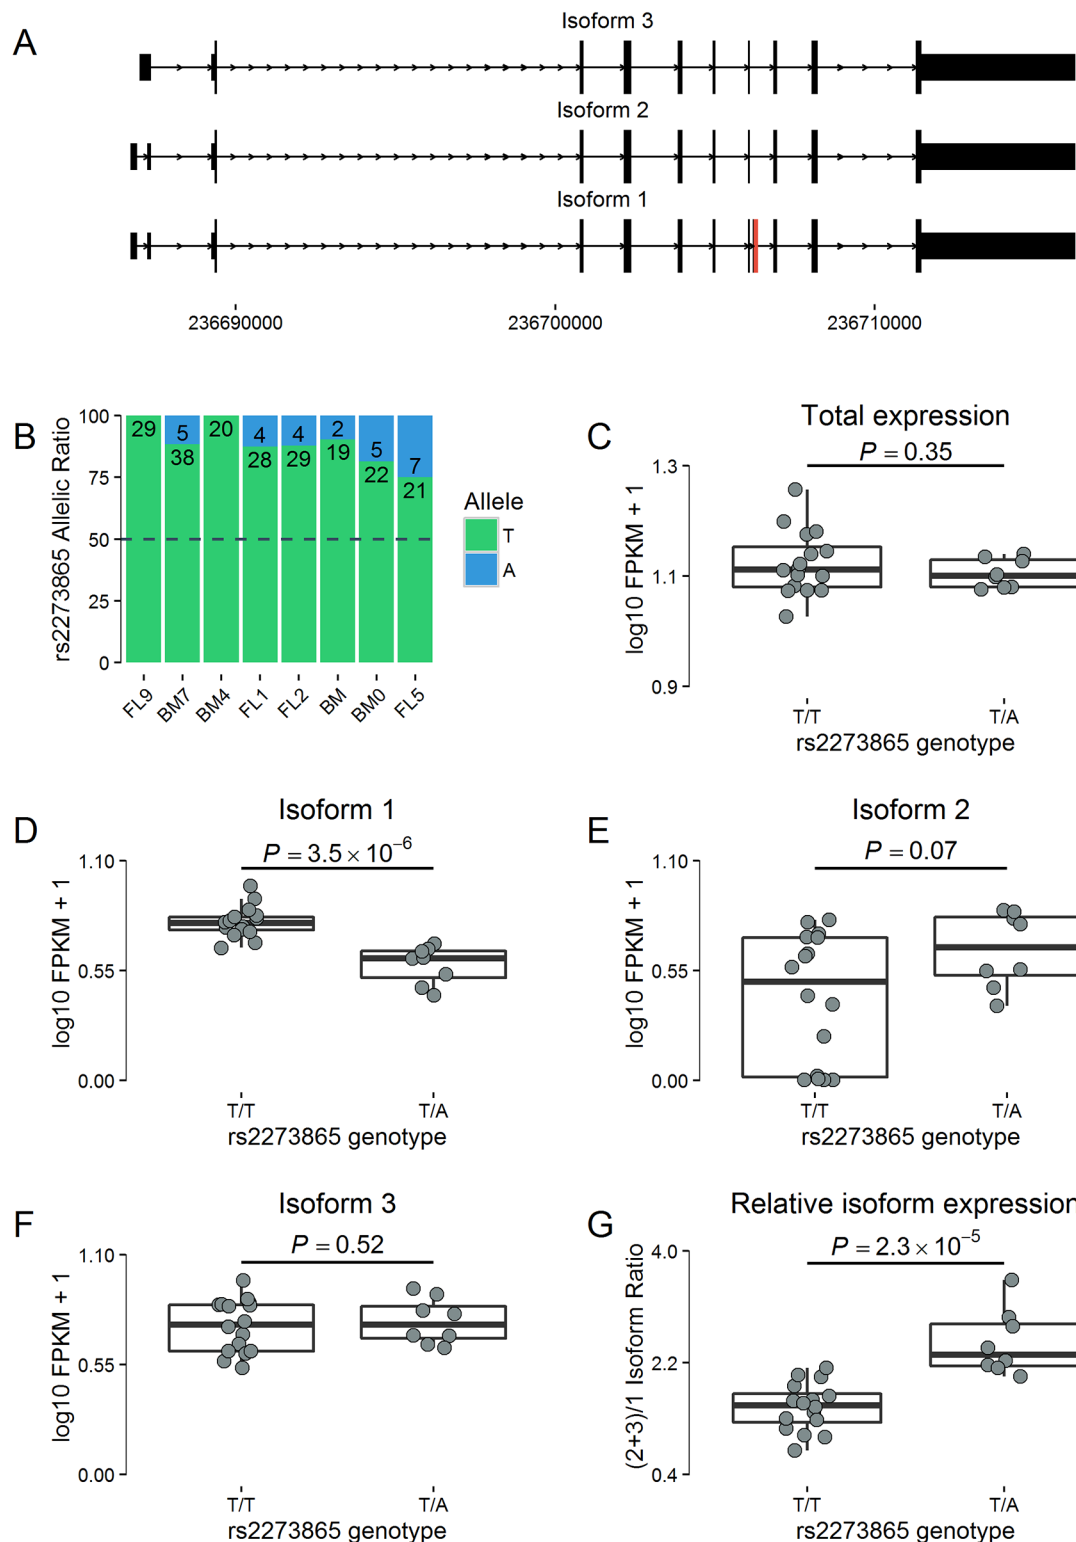 A
Isoform 3
Isoform 2
Isoform 1
236690000 236700000 236710000
B
rs2273865 Allelic Ratio
100
75
50
25
0
29 5 38 20 4 28 4 29 2 19 5 22 7 21
FL9 BM7 BM4 FL1 FL2 BM BM0 FL5
Allele
T
A
C
Total expression
P = 0.35
log10 FPKM + 1
1.3
1.1
0.9
T/T T/A
rs2273865 genotype
D
Isoform 1
P = 3.5 × 10⁻⁶
log10 FPKM + 1
1.10
0.55
0.00
T/T T/A
rs2273865 genotype
E
Isoform 2
P = 0.07
log10 FPKM + 1
1.10
0.55
0.00
T/T T/A
rs2273865 genotype
F
Isoform 3
P = 0.52
log10 FPKM + 1
1.10
0.55
0.00
T/T T/A
rs2273865 genotype
G
Relative isoform expression
P = 2.3 × 10⁻⁵
(2+3)/1 Isoform Ratio
4.0
2.2
0.4
T/T T/A
rs2273865 genotype